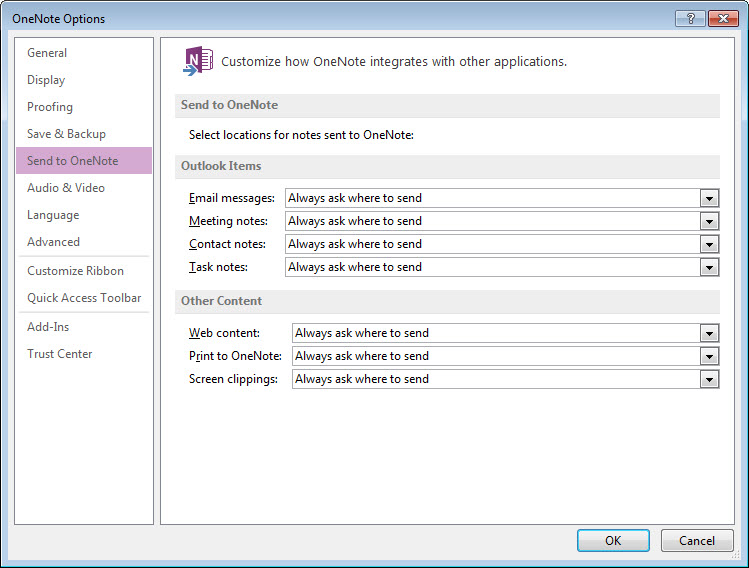 OneNote Options
General
Display
Proofing
Save & Backup
Send to OneNote
Audio & Video
Language
Advanced
Customize Ribbon
Quick Access Toolbar
Add-Ins
Trust Center
N
Customize how OneNote integrates with other applications.
Send to OneNote
Select locations for notes sent to OneNote:
Outlook Items
Email messages: Always ask where to send
Meeting notes: Always ask where to send
Contact notes: Always ask where to send
Task notes: Always ask where to send
Other Content
Web content: Always ask where to send
Print to OneNote: Always ask where to send
Screen clippings: Always ask where to send
OK Cancel